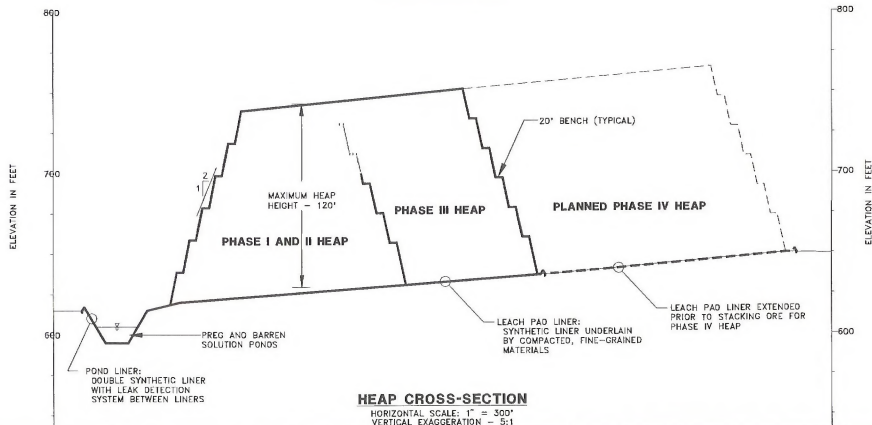 860
800
20' BENCH (TYPICAL)
2
1
760
700
MAXIMUM HEAP
HEIGHT – 120'
PHASE III HEAP
PLANNED PHASE IV HEAP
ELEVATION IN FEET
ELEVATION IN FEET
PHASE I AND II HEAP
660
600
PREG AND BARREN
SOLUTION PONDS
LEACH PAD LINER:
SYNTHETIC LINER UNDERLAIN
BY COMPACTED, FINE-GRAINED
MATERIALS
LEACH PAD LINER EXTENDED
PRIOR TO STACKING ORE FOR
PHASE IV HEAP
POND LINER:
DOUBLE SYNTHETIC LINER
WITH LEAK DETECTION
SYSTEM BETWEEN LINERS
HEAP CROSS-SECTION
HORIZONTAL SCALE: 1" = 300'
VERTICAL EXAGGERATION – 5:1